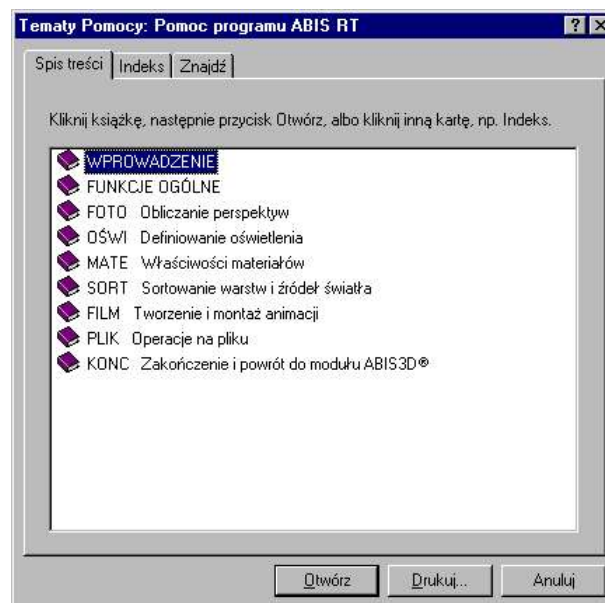 Tematy Pomocy: Pomoc programu ABIS RT
Spis treści Indeks Znajdź
Kliknij książkę, następnie przycisk Otwórz, albo kliknij inną kartę, np. Indeks.
WPROWADZENIE
FUNKCJE OGÓLNE
FOTO Obliczanie perspektyw
OŚWI Definiowanie oświetlenia
MATE Właściwości materiałów
SORT Sortowanie warstw i źródeł światła
FILM Tworzenie i montaż animacji
PLIK Operacje na pliku
KONC Zakończenie i powrót do modułu ABIS3D®
Otwórz Drukuj... Anuluj